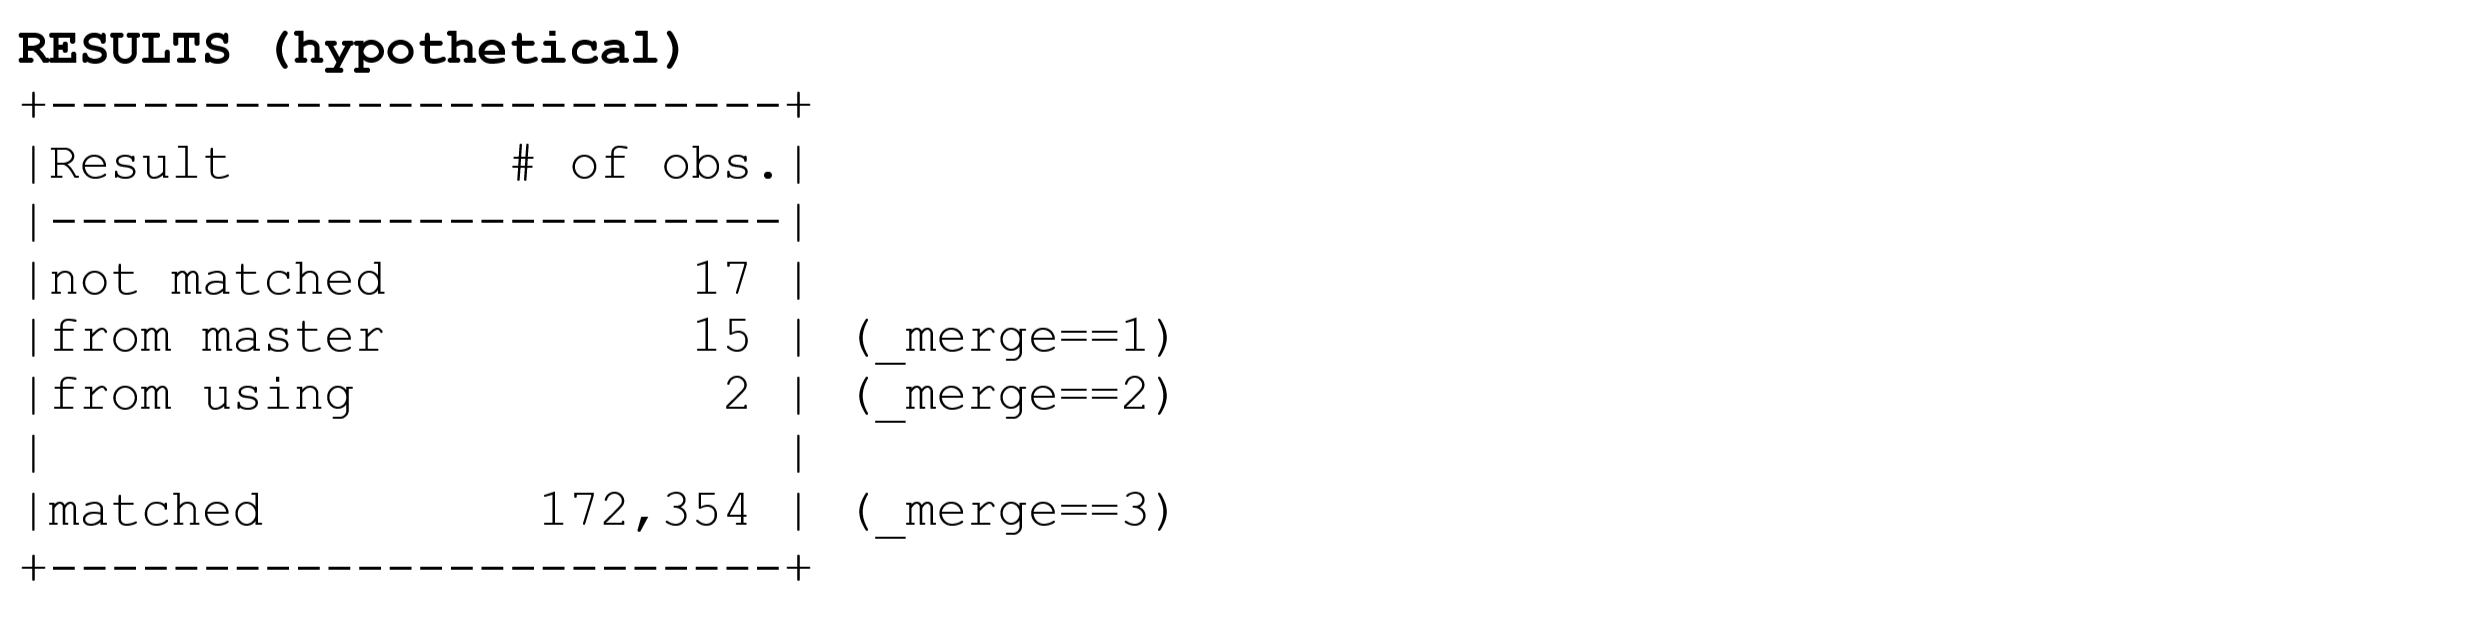 RESULTS (hypothetical)
+------------------------+
|Result         # of obs.|
|------------------------|
|not matched          17 |
|from master          15 | (_merge==1)
|from using            2 | (_merge==2)
|                        |
|matched         172,354 | (_merge==3)
+------------------------+